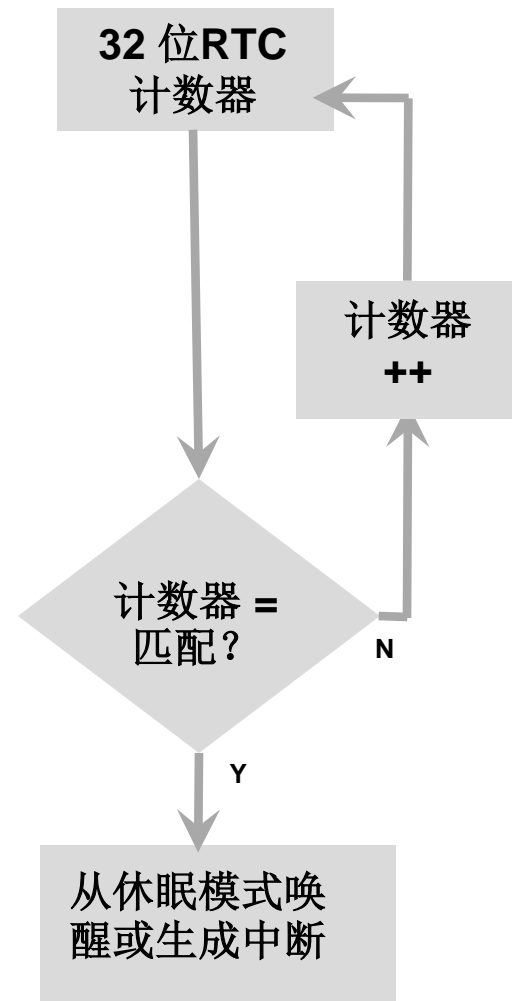 32 位RTC
计数器
计数器
++
计数器 =
匹配？
N
Y
从休眠模式唤
醒或生成中断